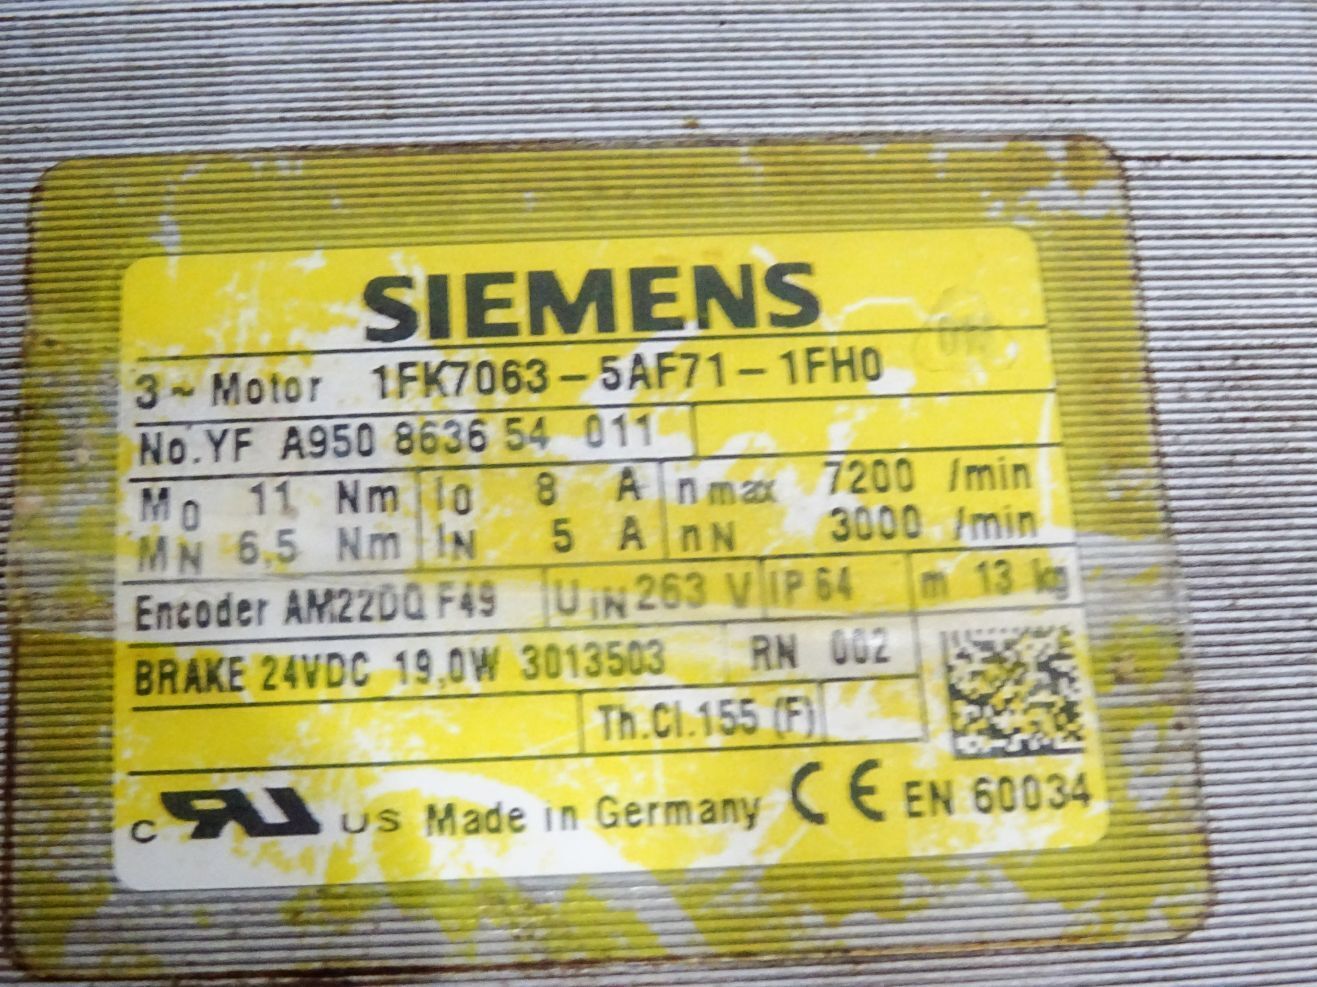 SIEMENS
3 ~ Motor 1FK7063 - 5AF71 - 1FH0
No. YF A950 8636 54 011
M0 11 Nm I0 8 A n max 7200 /min
MN 6,5 Nm IN 5 A nN 3000 /min
Encoder AM22DQ F49 UIN 263 V IP 64 m 13 kg
BRAKE 24VDC 19,0W 3013503 RN 002
Th.Cl.155 (F)
c RU US Made in Germany CE EN 60034